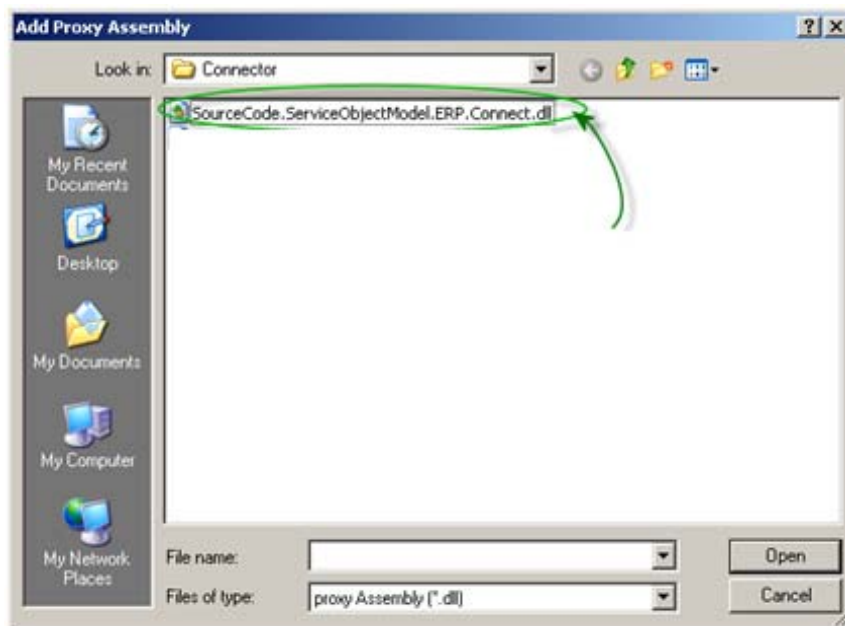 Add Proxy Assembly
Look in:
Connector
SourceCode.ServiceObjectModel.ERP.Connect.dll
My Recent
Documents
Desktop
My Documents
My Computer
My Network
Places
File name:
Open
Files of type:
proxy Assembly (*.dll)
Cancel